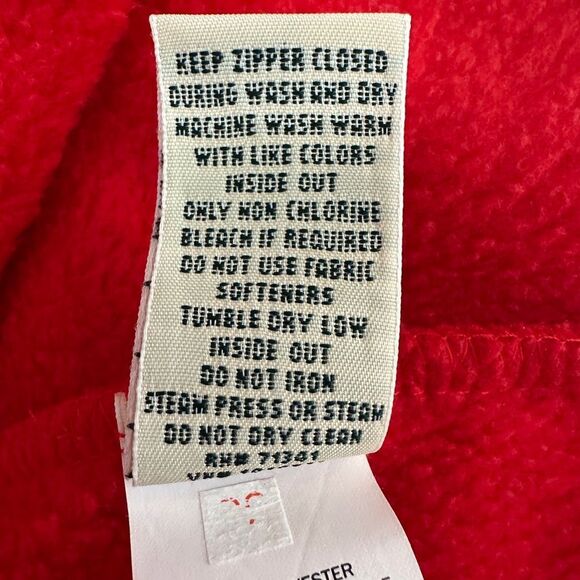 KEEP ZIPPER CLOSED
DURING WASH AND DRY
MACHINE WASH WARM
WITH LIKE COLORS
INSIDE OUT
ONLY NON CHLORINE
BLEACH IF REQUIRED
DO NOT USE FABRIC
SOFTENERS
TUMBLE DRY LOW
INSIDE OUT
DO NOT IRON
STEAM PRESS OR STEAM
DO NOT DRY CLEAN
RN# 71341